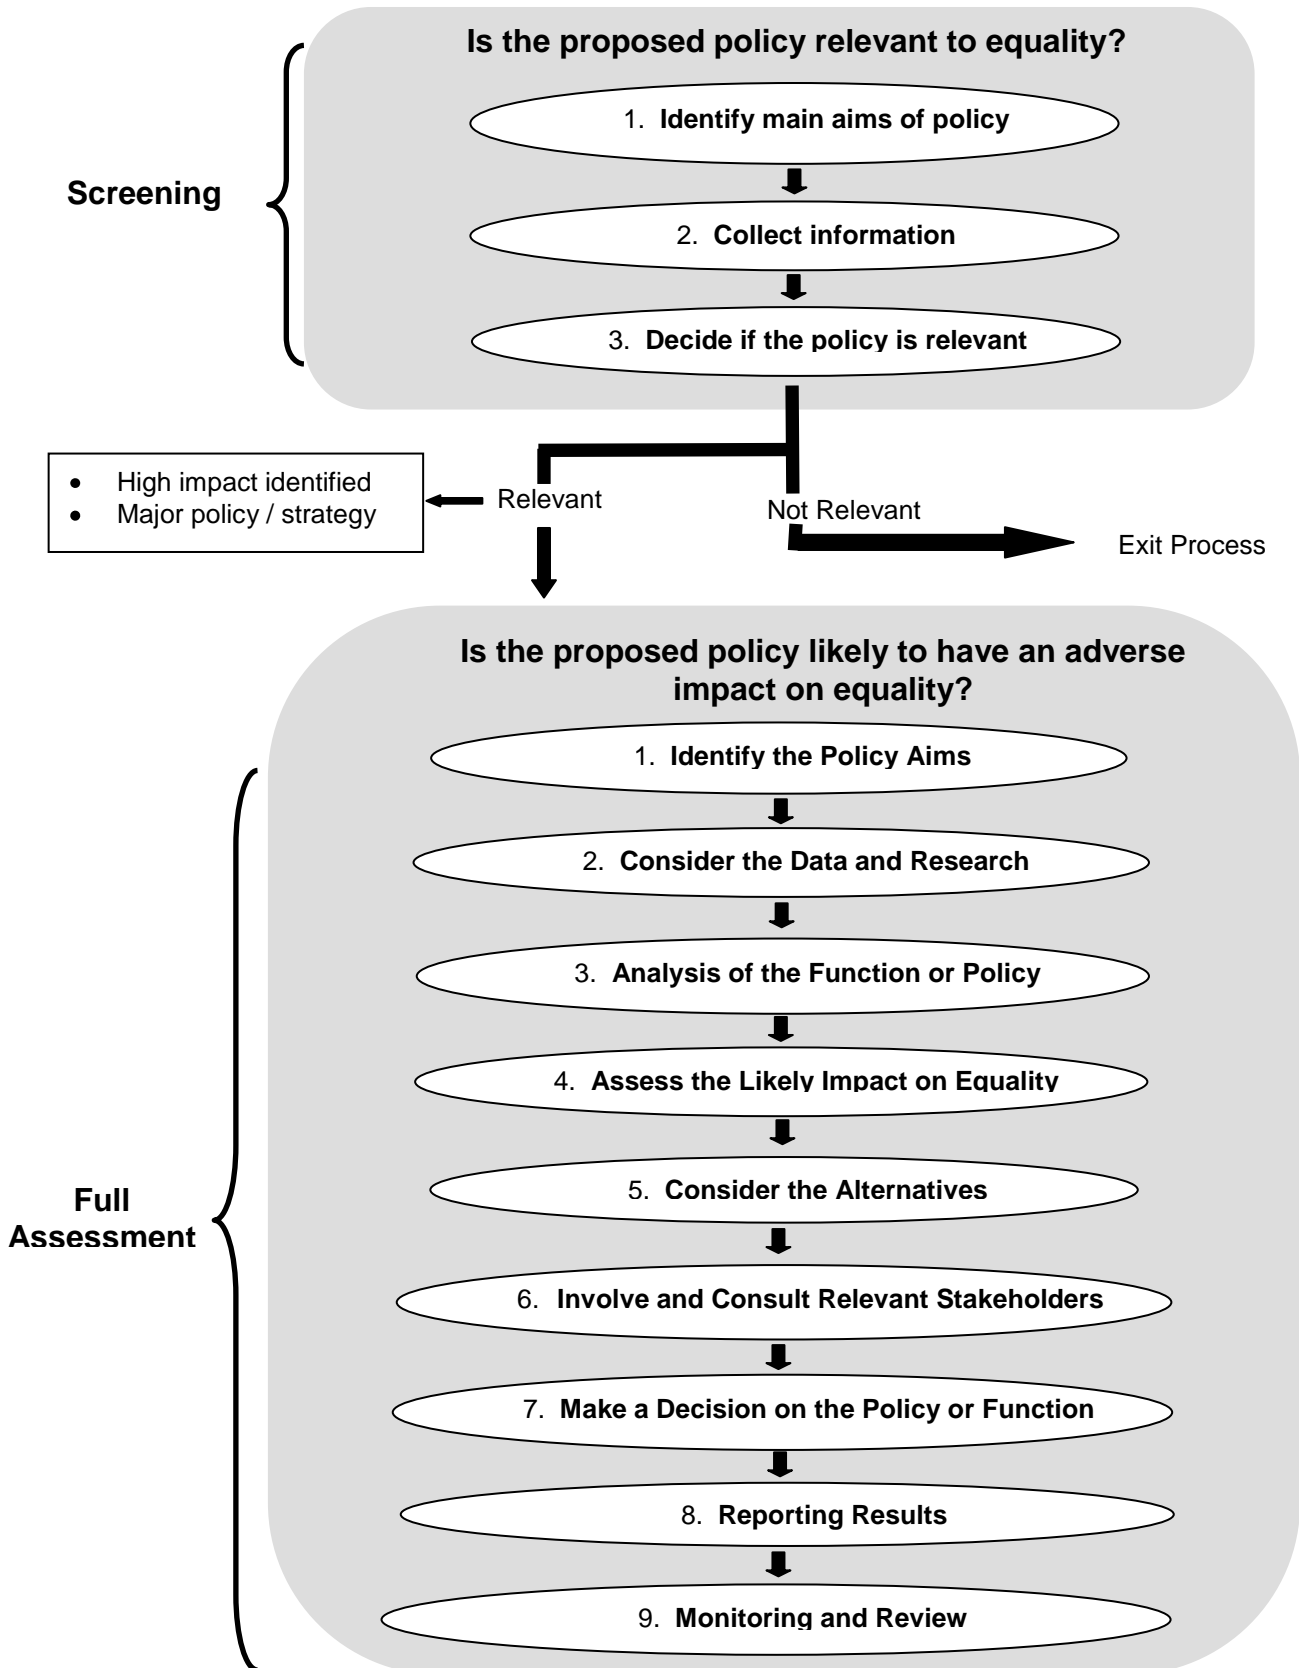 Is the proposed policy relevant to equality?
1. Identify main aims of policy
Screening
2. Collect information
3. Decide if the policy is relevant
• High impact identified
• Major policy / strategy
Relevant
Not Relevant
Exit Process
Is the proposed policy likely to have an adverse
impact on equality?
1. Identify the Policy Aims
2. Consider the Data and Research
3. Analysis of the Function or Policy
4. Assess the Likely Impact on Equality
5. Consider the Alternatives
Full
Assessment
6. Involve and Consult Relevant Stakeholders
7. Make a Decision on the Policy or Function
8. Reporting Results
9. Monitoring and Review